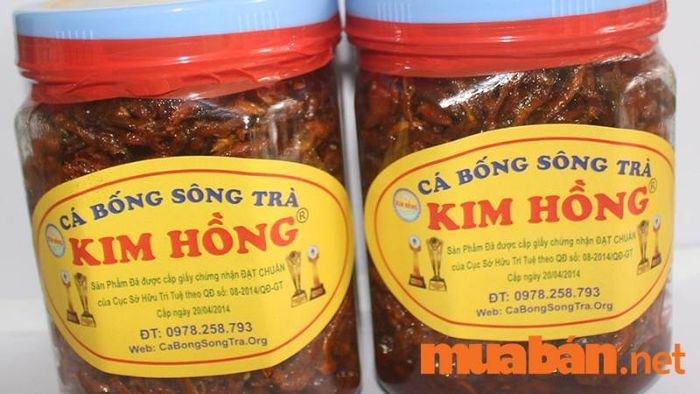 CÁ BỐNG SÔNG TRÀ
KIM HỒNG®
KIM HỒNG
Sản Phẩm Đã được cấp giấy chứng nhận ĐẠT CHUẨN
của Cục Sở Hữu Trí Tuệ theo QĐ số: 08-2014/QĐ-GT
Cấp ngày 20/04/2014
ĐT: 0978.258.793
Web: CaBongSongTra.Org
CÁ BỐNG SÔNG TRÀ
KIM HỒNG®
KIM HỒNG
Sản Phẩm Đã được cấp giấy chứng nhận ĐẠT CHUẨN
của Cục Sở Hữu Trí Tuệ theo QĐ số: 08-2014/QĐ-GT
Cấp ngày 20/04/2014
ĐT: 0978.258.793
Web: CaBongSongTra.Org
muabán.net